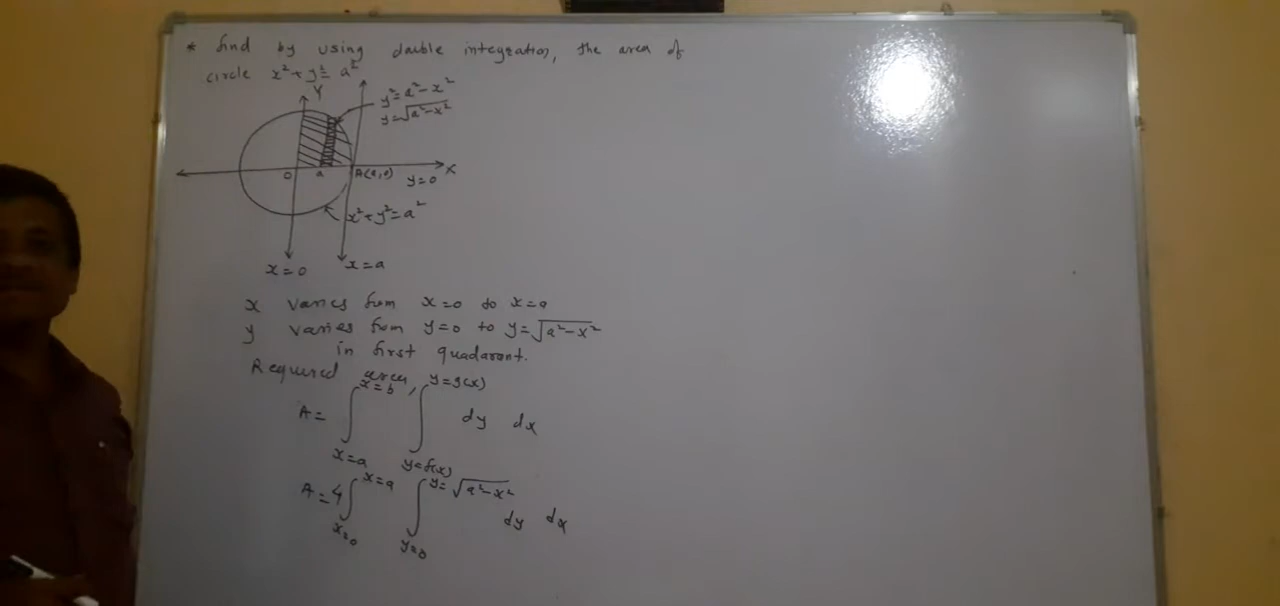 * find by using double integration, the area of
circle x² + y² = a²
Y
y² = a² - x²
y = √a² - x²
O a A(a,0) y=0 X
x² + y² = a²
x=0 x=a
x varies from x=0 to x=a
y varies from y=0 to y=√a² - x²
in first quadarant.
Required area,
x=b y=g(x)
A = ∫ ∫ dy dx
x=a y=f(x)
x=a y=√a² - x²
A = 4∫ ∫ dy dx
x=0 y=0